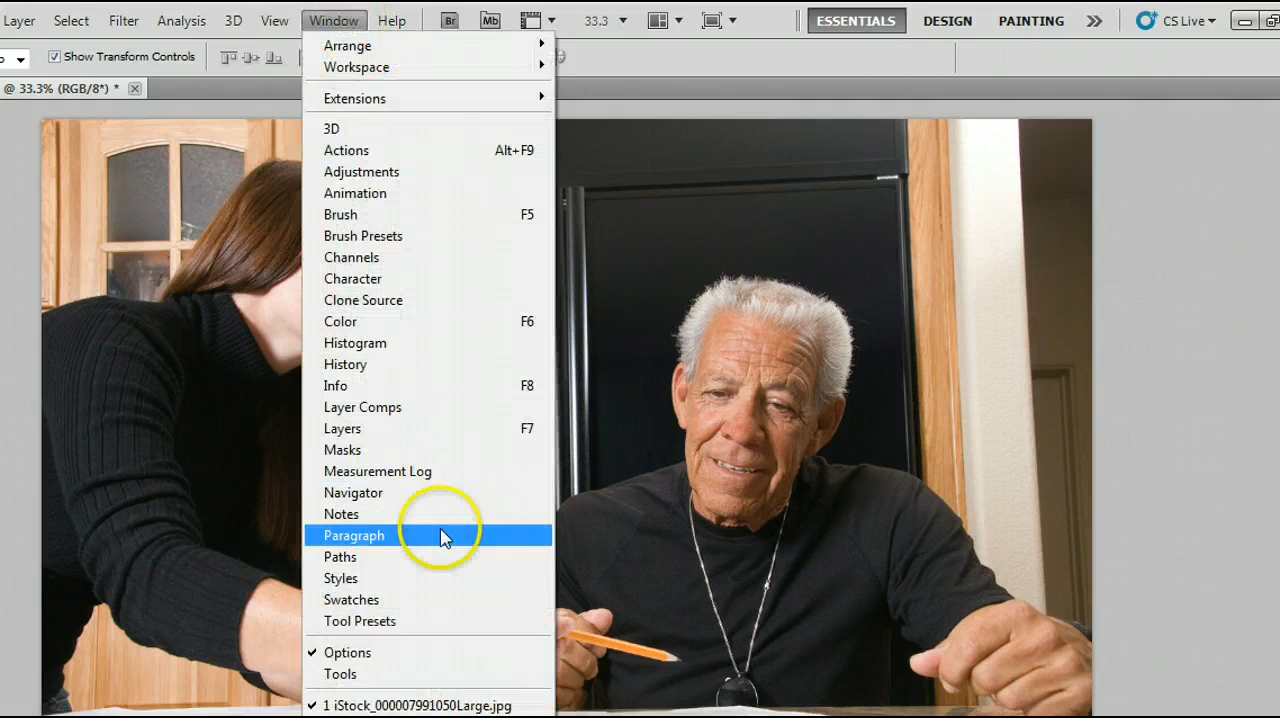 Layer Select Filter Analysis 3D View Window Help Br Mb 33.3 ESSENTIALS DESIGN PAINTING CS Live
Show Transform Controls
@ 33.3% (RGB/8*) *
Arrange
Workspace
Extensions
3D
Actions Alt+F9
Adjustments
Animation
Brush F5
Brush Presets
Channels
Character
Clone Source
Color F6
Histogram
History
Info F8
Layer Comps
Layers F7
Masks
Measurement Log
Navigator
Notes
Paragraph
Paths
Styles
Swatches
Tool Presets
Options
Tools
1 iStock_000007991050Large.jpg